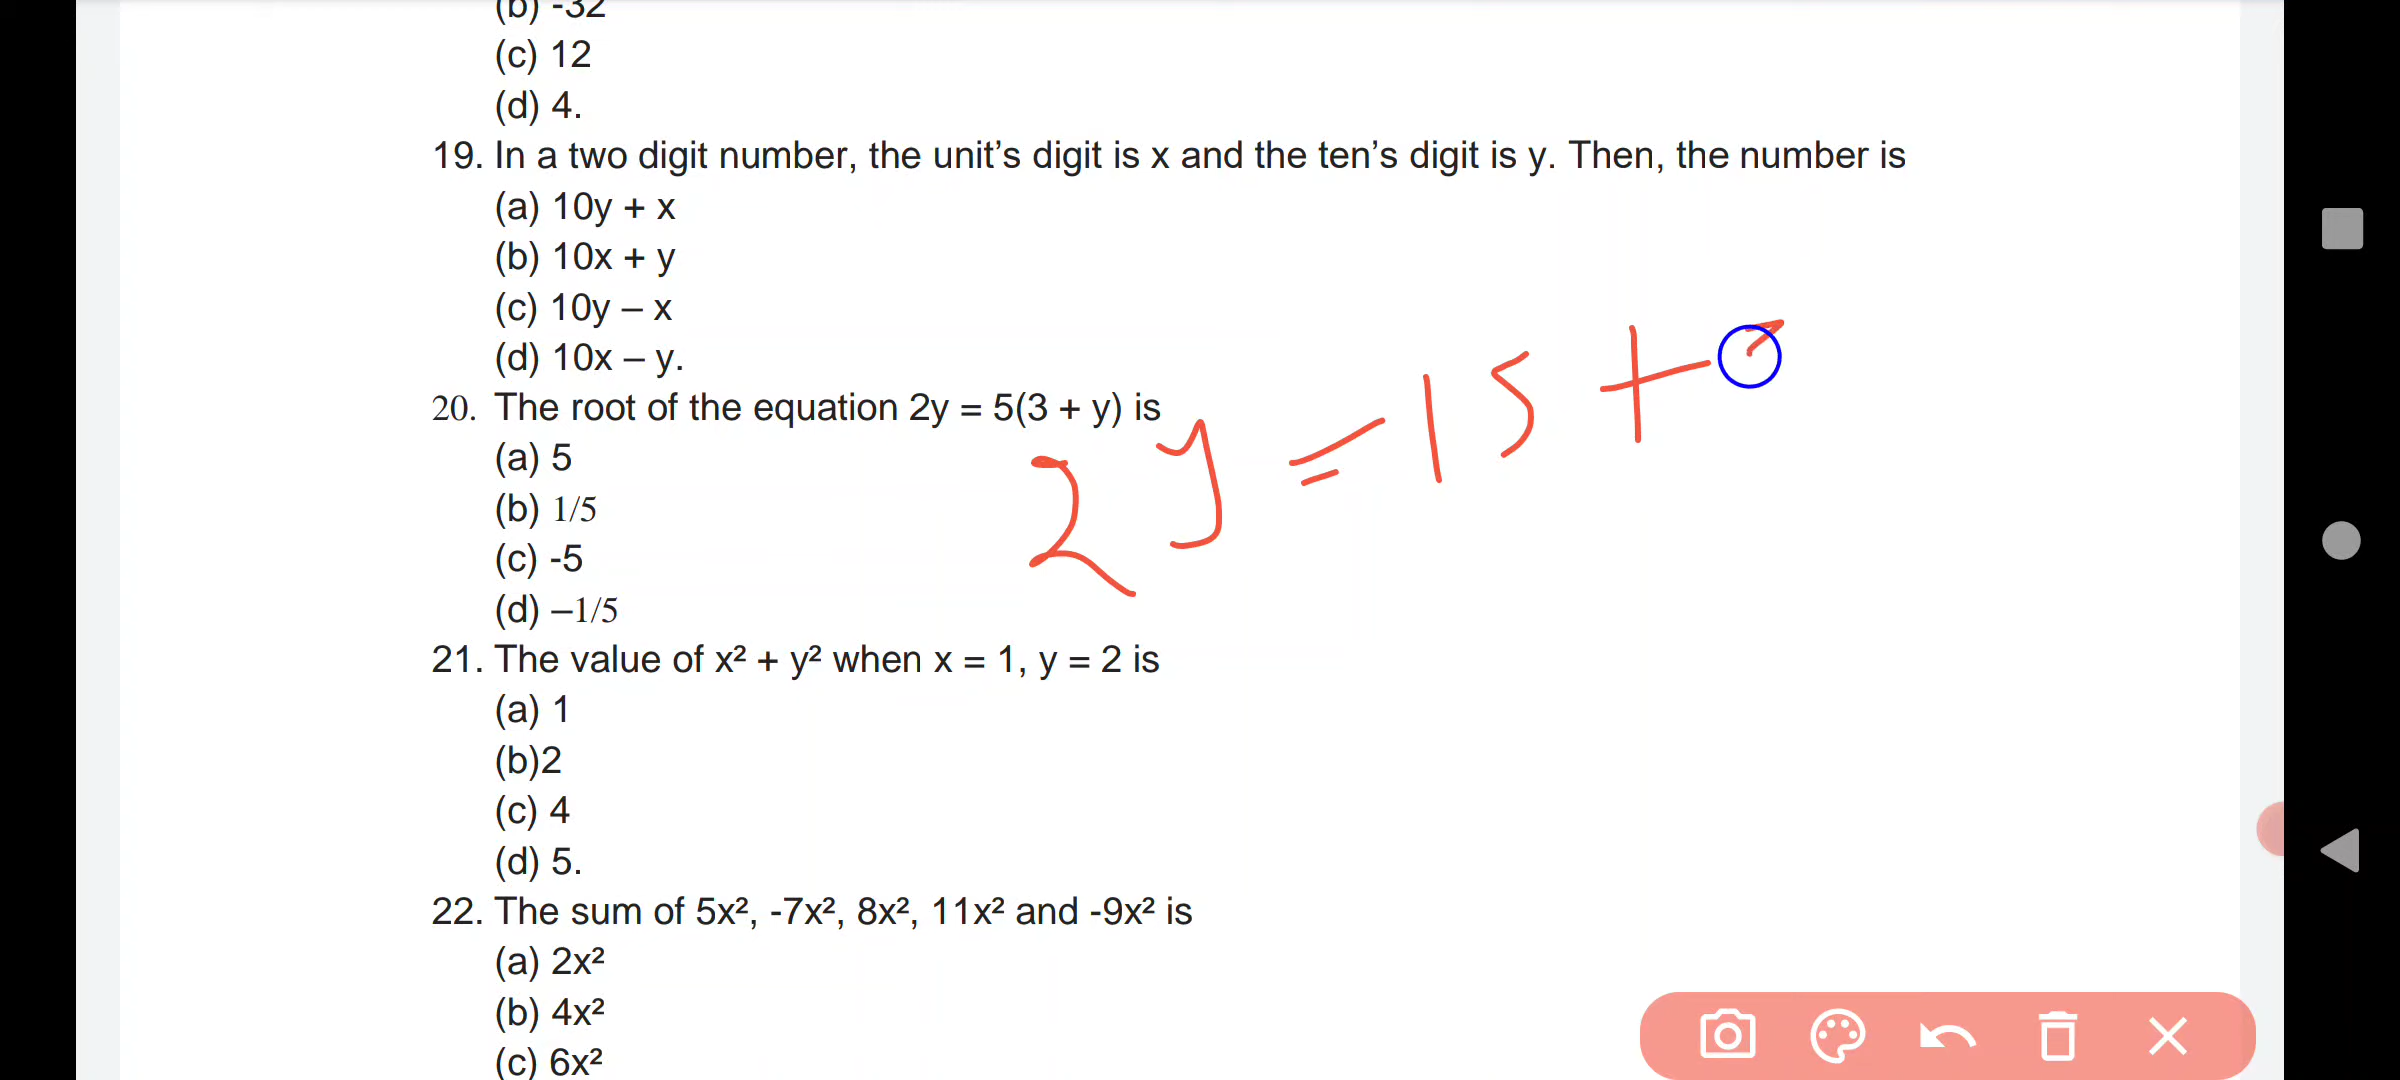 (b) -32
(c) 12
(d) 4.
19. In a two digit number, the unit’s digit is x and the ten’s digit is y. Then, the number is
(a) 10y + x
(b) 10x + y
(c) 10y – x
(d) 10x – y.
20. The root of the equation 2y = 5(3 + y) is
(a) 5
(b) 1/5
(c) -5
(d) –1/5
2y = 15 +
21. The value of x² + y² when x = 1, y = 2 is
(a) 1
(b)2
(c) 4
(d) 5.
22. The sum of 5x², -7x², 8x², 11x² and -9x² is
(a) 2x²
(b) 4x²
(c) 6x²